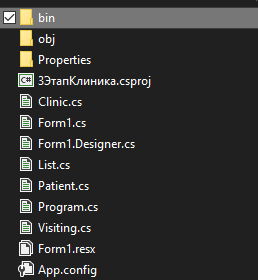 bin
obj
Properties
C# 3ЭтапКлиника.csproj
Clinic.cs
Form1.cs
Form1.Designer.cs
List.cs
Patient.cs
Program.cs
Visiting.cs
Form1.resx
App.config